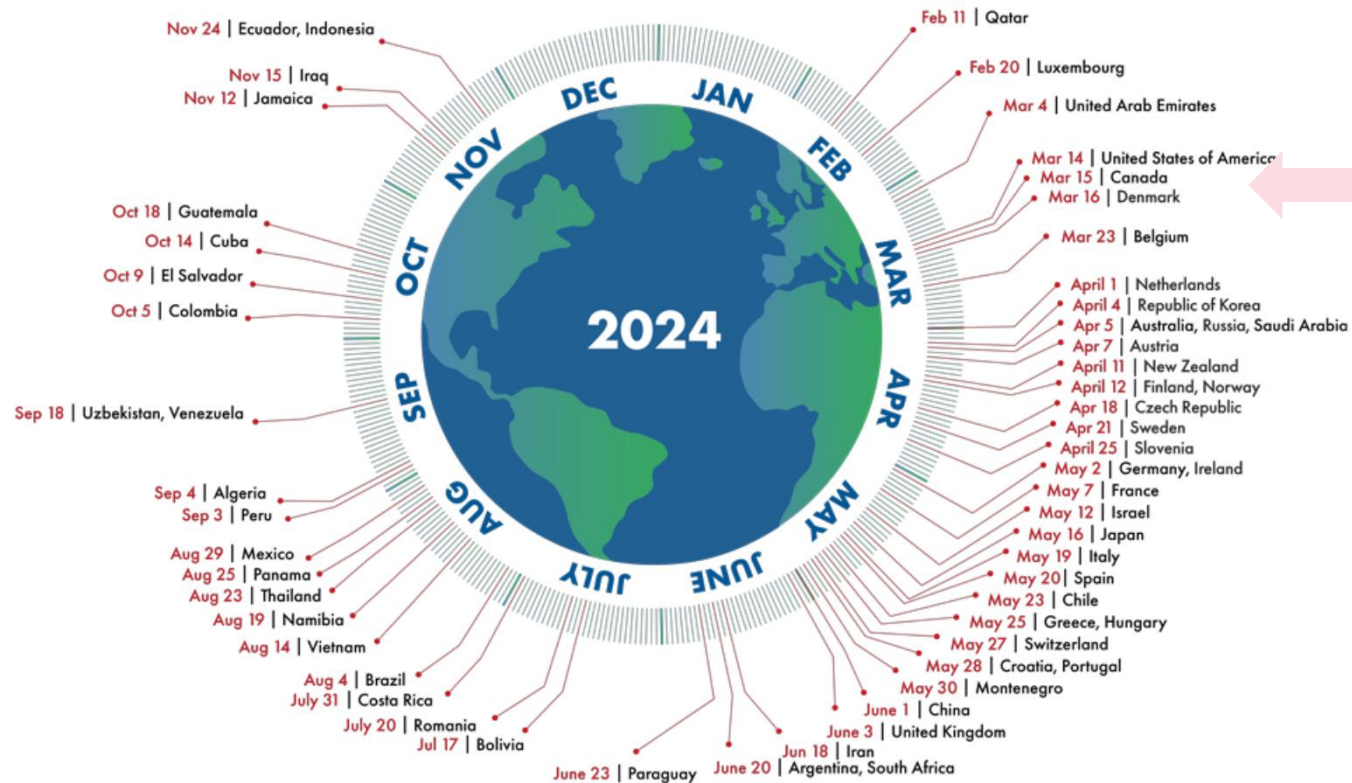 Nov 24 | Ecuador, Indonesia
Nov 15 | Iraq
Nov 12 | Jamaica
Oct 18 | Guatemala
Oct 14 | Cuba
Oct 9 | El Salvador
Oct 5 | Colombia
Sep 18 | Uzbekistan, Venezuela
Sep 4 | Algeria
Sep 3 | Peru
Aug 29 | Mexico
Aug 25 | Panama
Aug 23 | Thailand
Aug 19 | Namibia
Aug 14 | Vietnam
Aug 4 | Brazil
July 31 | Costa Rica
July 20 | Romania
Jul 17 | Bolivia
DEC
JAN
NOV
FEB
OCT
MAR
2024
SEP
APR
AUG
MAY
JULY
JUNE
Feb 11 | Qatar
Feb 20 | Luxembourg
Mar 4 | United Arab Emirates
Mar 14 | United States of America
Mar 15 | Canada
Mar 16 | Denmark
Mar 23 | Belgium
April 1 | Netherlands
April 4 | Republic of Korea
Apr 5 | Australia, Russia, Saudi Arabia
Apr 7 | Austria
April 11 | New Zealand
April 12 | Finland, Norway
Apr 18 | Czech Republic
Apr 21 | Sweden
April 25 | Slovenia
May 2 | Germany, Ireland
May 7 | France
May 12 | Israel
May 16 | Japan
May 19 | Italy
May 20 | Spain
May 23 | Chile
May 25 | Greece, Hungary
May 27 | Switzerland
May 28 | Croatia, Portugal
May 30 | Montenegro
June 1 | China
June 3 | United Kingdom
Jun 18 | Iran
June 20 | Argentina, South Africa
June 23 | Paraguay